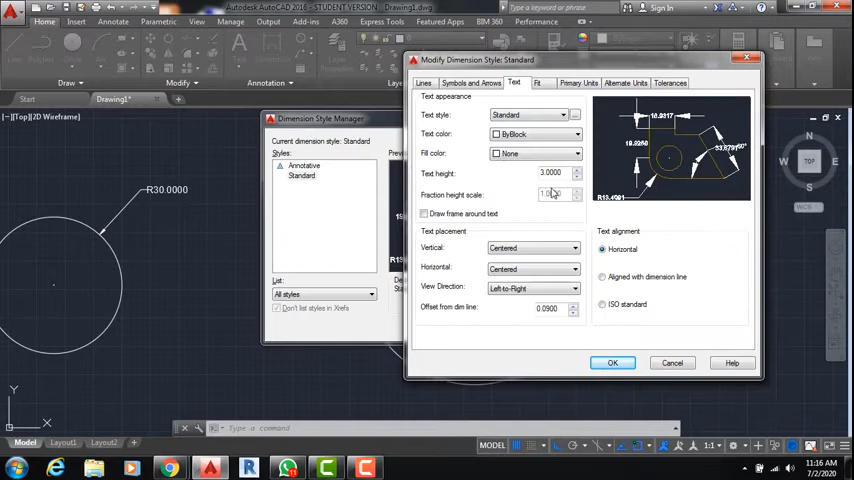 Autodesk AutoCAD 2016 - STUDENT VERSION Drawing1.dwg
Type a keyword or phrase
Sign In
Home Insert Annotate Parametric View Manage Output Add-ins A360 Express Tools Featured Apps BIM 360 Performance
Line Polyline
Draw Modify Annotation
Start Drawing1*
[−][Top][2D Wireframe]
Modify Dimension Style: Standard
Lines Symbols and Arrows Text Fit Primary Units Alternate Units Tolerances
Text appearance
Text style: Standard ...
Text color: ByBlock
Fill color: None
Text height: 3.0000
Fraction height scale:
Draw frame around text
Text placement
Vertical: Centered
Horizontal: Centered
View Direction: Left-to-Right
Offset from dim line: 0.0900
Text alignment
Horizontal
Aligned with dimension line
ISO standard
OK Cancel Help
Dimension Style Manager
Current dimension style: Standard
Styles:
Annotative
Standard
List:
All styles
Don't list styles in Xrefs
R30.0000
N
TOP
W
S
WCS
Y
X
Type a command
Model Layout1 Layout2
MODEL 1:1
11:16 AM
7/2/2020